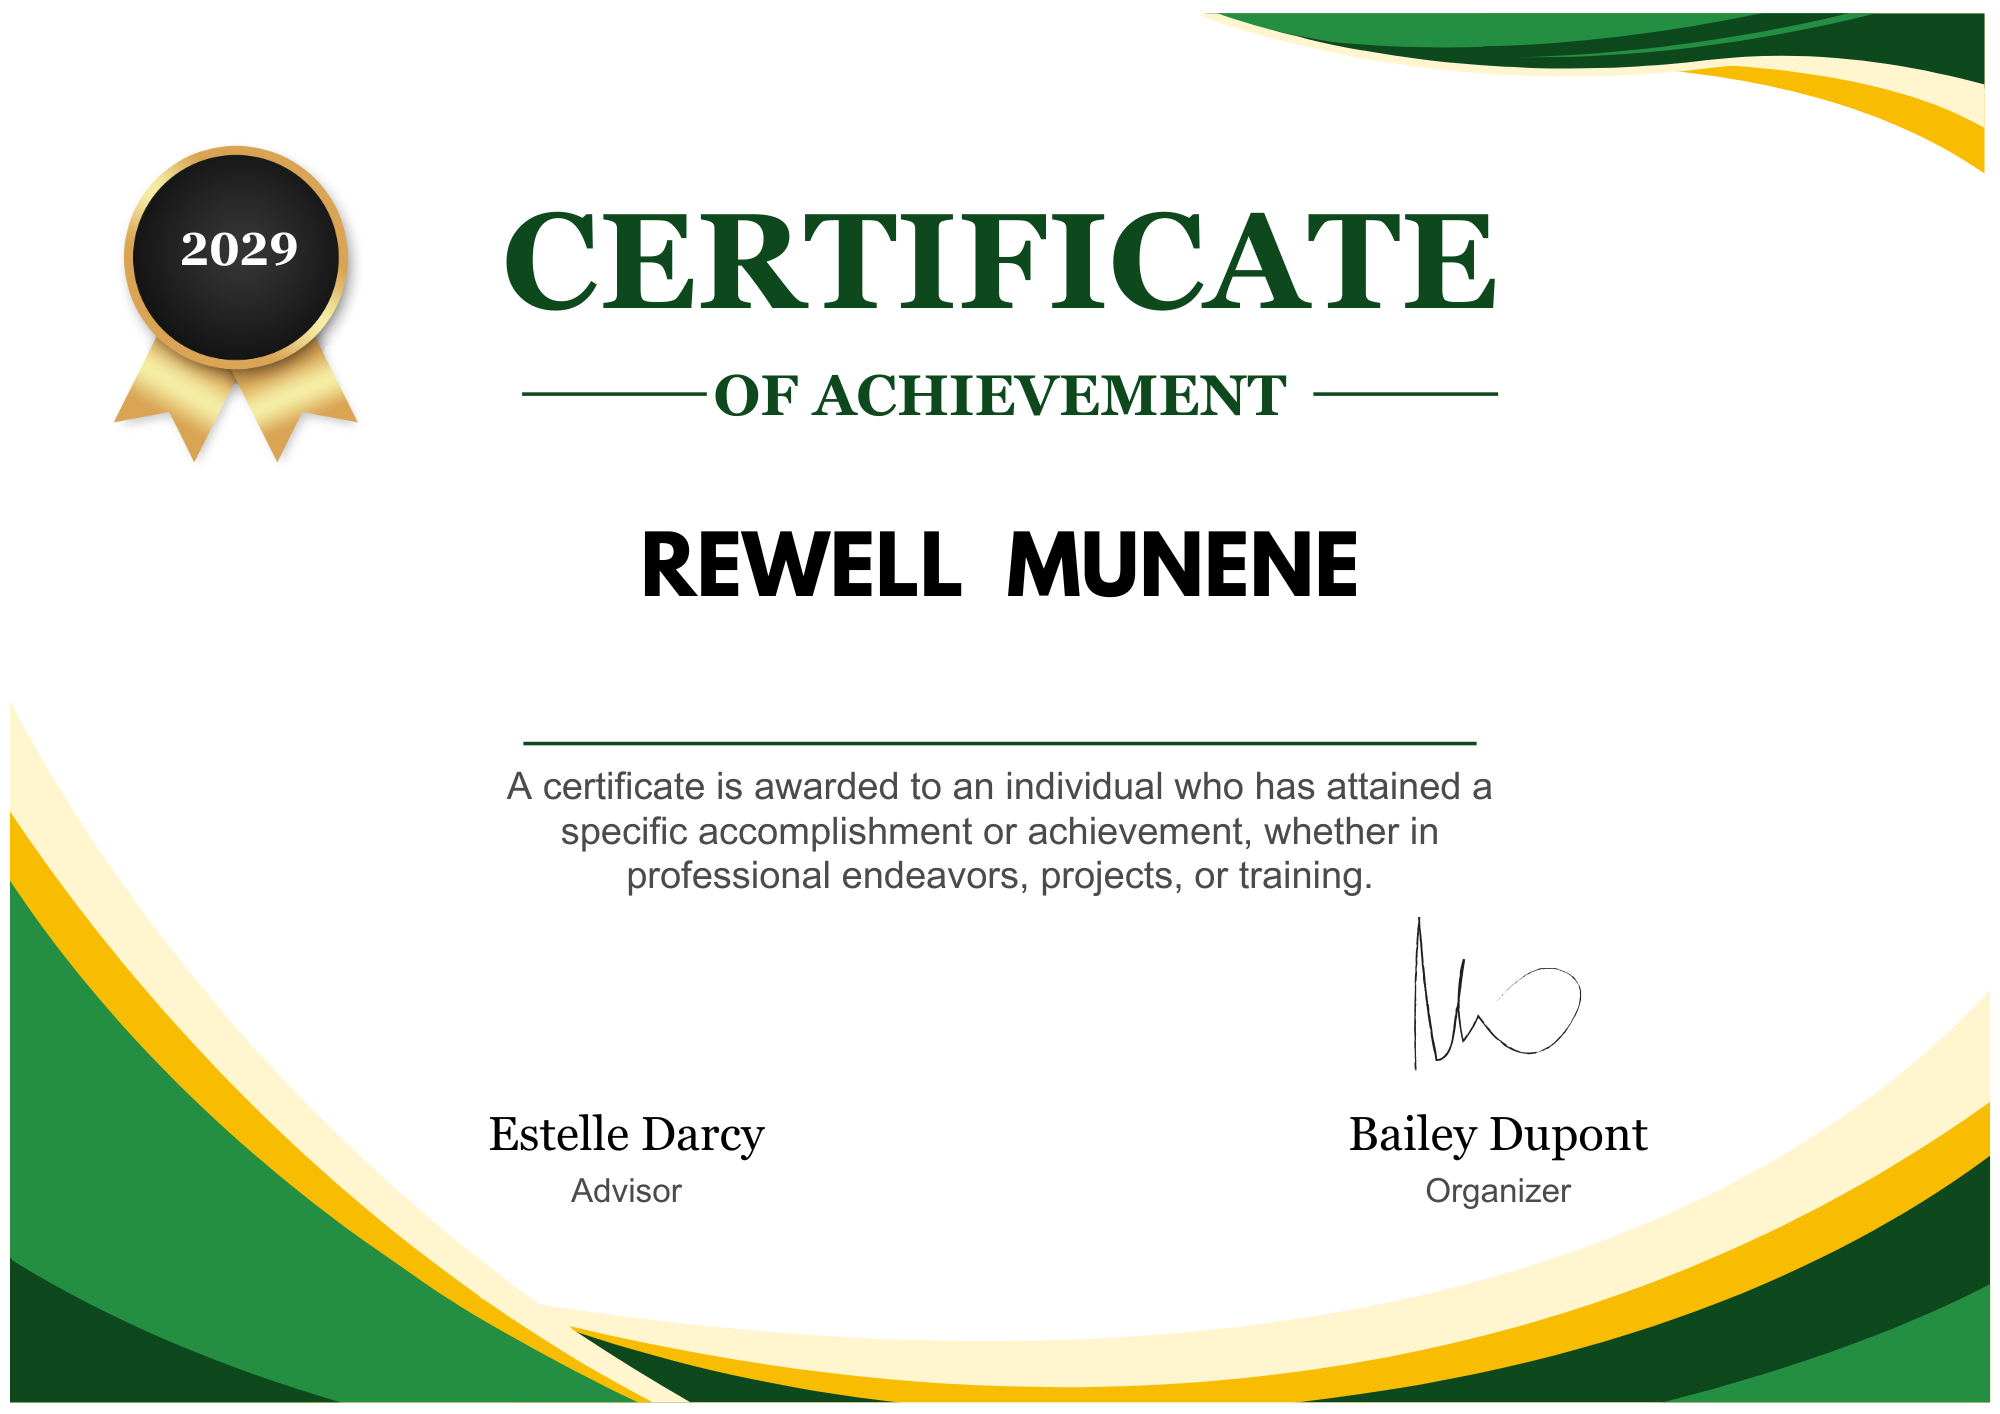 2029
CERTIFICATE
OF ACHIEVEMENT
REWELL MUNENE
A certificate is awarded to an individual who has attained a
specific accomplishment or achievement, whether in
professional endeavors, projects, or training.
Estelle Darcy
Advisor
Bailey Dupont
Organizer